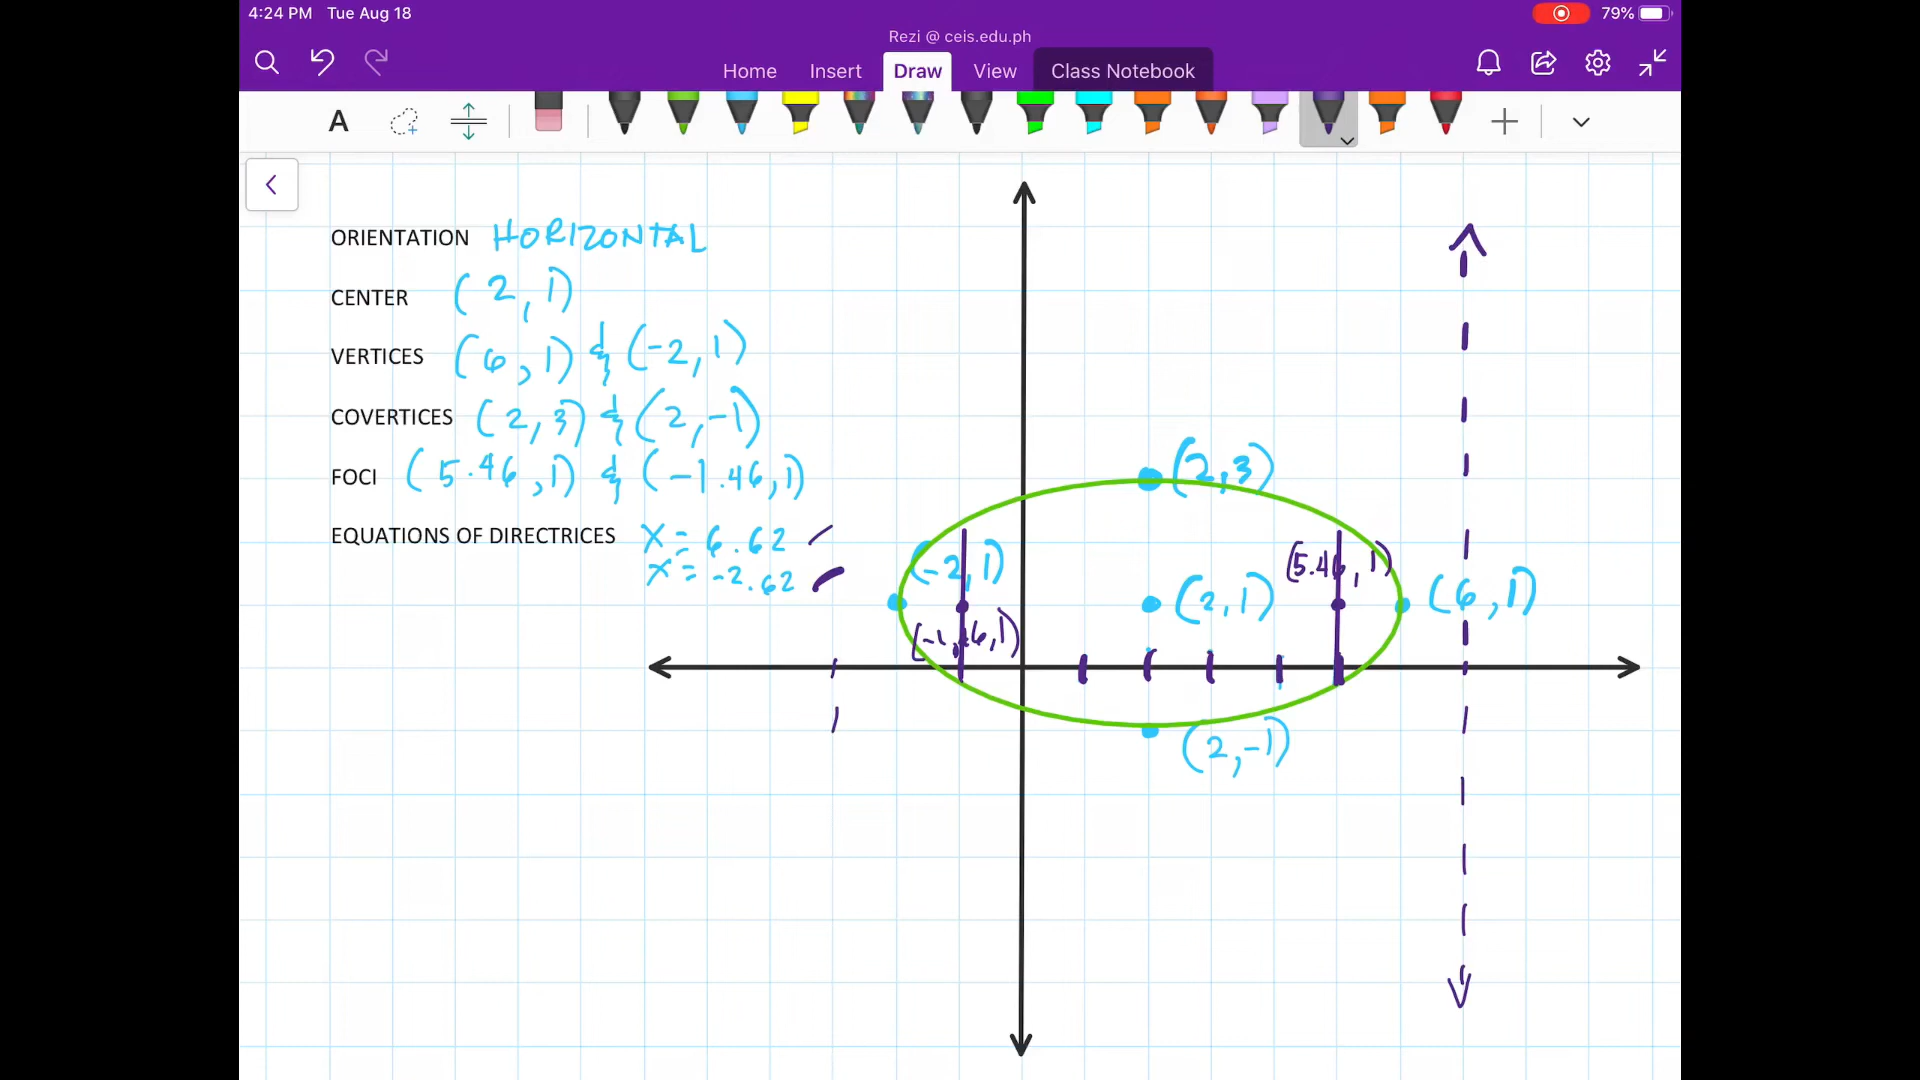 4:24 PM Tue Aug 18
79%
Rezi @ ceis.edu.ph
Home Insert Draw View Class Notebook
A
ORIENTATION HORIZONTAL
CENTER (2,1)
VERTICES (6,1) & (-2,1)
COVERTICES (2,3) & (2,-1)
FOCI (5.46,1) & (-1.46,1)
EQUATIONS OF DIRECTRICES X = 6.62
X = -2.62
(2,3)
(-2,1)
(5.46,1)
(2,1)
(6,1)
(-1.46,1)
(2,-1)